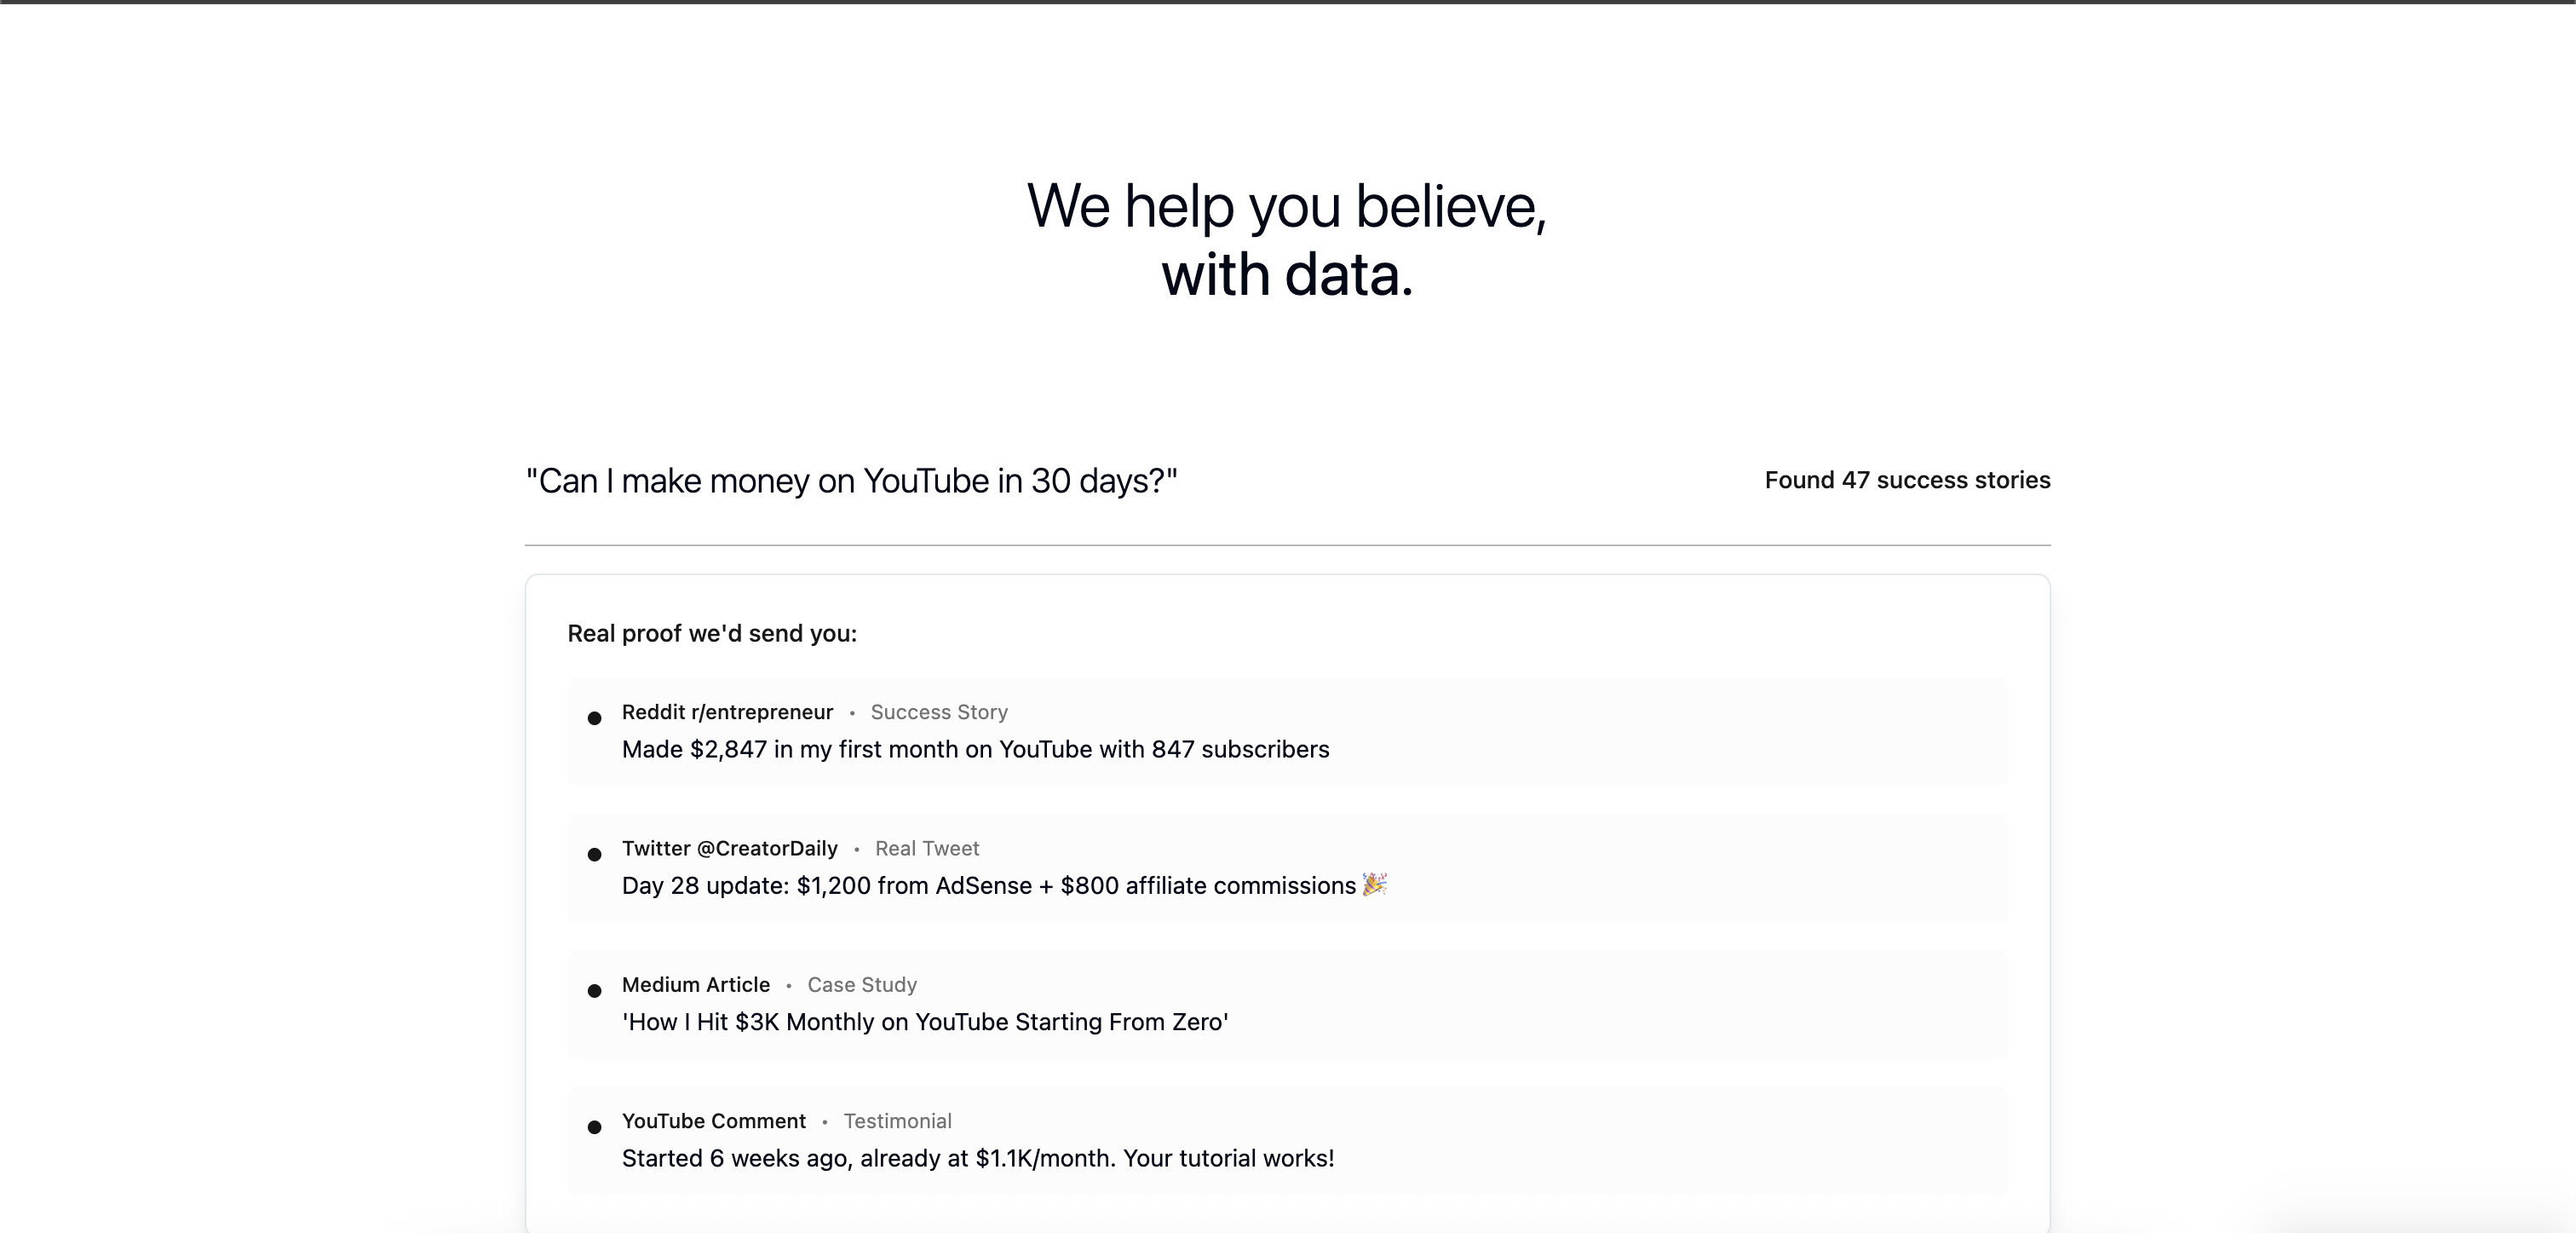 We help you believe,
with data.
"Can I make money on YouTube in 30 days?"
Found 47 success stories
Real proof we'd send you:
Reddit r/entrepreneur • Success Story
Made $2,847 in my first month on YouTube with 847 subscribers
Twitter @CreatorDaily • Real Tweet
Day 28 update: $1,200 from AdSense + $800 affiliate commissions 🎉
Medium Article • Case Study
'How I Hit $3K Monthly on YouTube Starting From Zero'
YouTube Comment • Testimonial
Started 6 weeks ago, already at $1.1K/month. Your tutorial works!